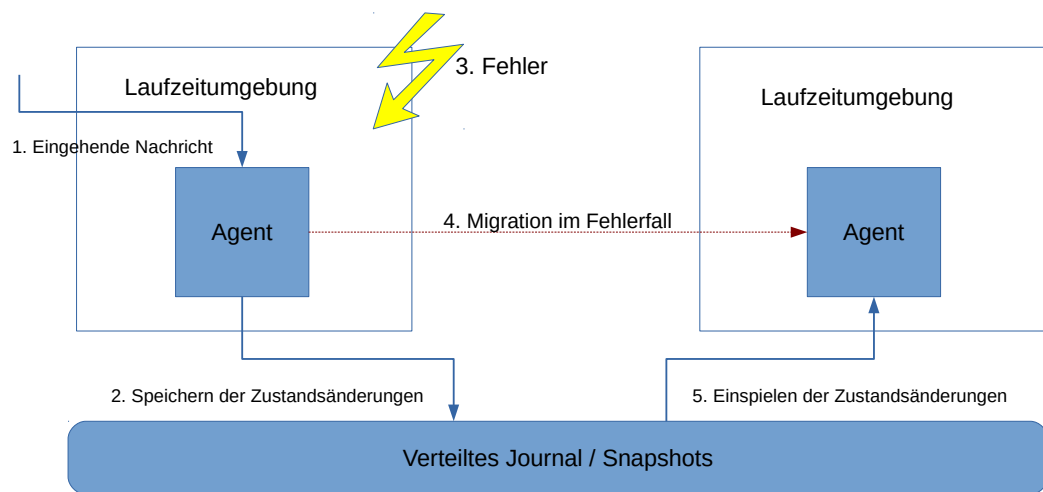 3. Fehler
Laufzeitumgebung
Laufzeitumgebung
1. Eingehende Nachricht
Agent
4. Migration im Fehlerfall
Agent
2. Speichern der Zustandsänderungen
5. Einspielen der Zustandsänderungen
Verteiltes Journal / Snapshots